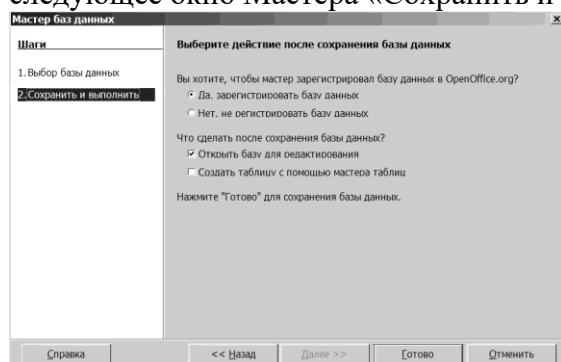 следующее окно Мастера «Сохранить и
Мастер баз данных
Шаги
1.Выбор базы данных
2.Сохранить и выполнить
Выберите действие после сохранения базы данных
Вы хотите, чтобы мастер зарегистрировал базу данных в OpenOffice.org?
Да, зарегистрировать базу данных
Нет, не регистрировать базу данных
Что сделать после сохранения базы данных?
Открыть базу для редактирования
Создать таблицу с помощью мастера таблиц
Нажмите "Готово" для сохранения базы данных.
Справка
<< Назад
Далее >>
Готово
Отменить